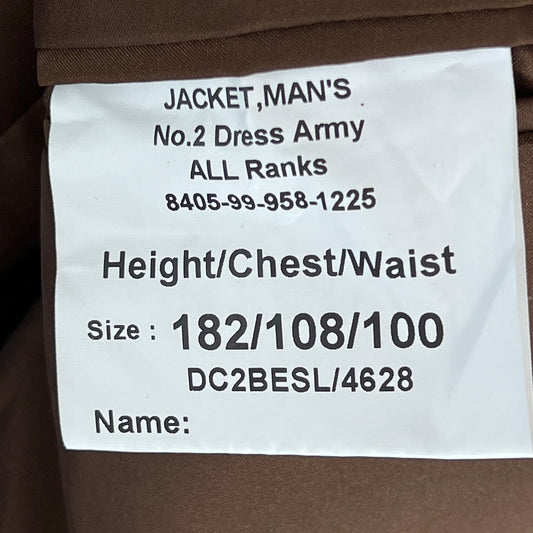 JACKET,MAN'S
No.2 Dress Army
ALL Ranks
8405-99-958-1225
Height/Chest/Waist
Size : 182/108/100
DC2BESL/4628
Name: